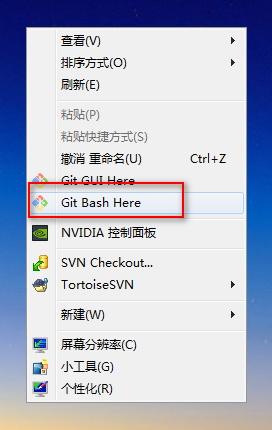 查看(V)
排序方式(O)
刷新(E)
粘贴(P)
粘贴快捷方式(S)
撤消 重命名(U) Ctrl+Z
Git GUI Here
Git Bash Here
NVIDIA 控制面板
SVN Checkout...
TortoiseSVN
新建(W)
屏幕分辨率(C)
小工具(G)
个性化(R)